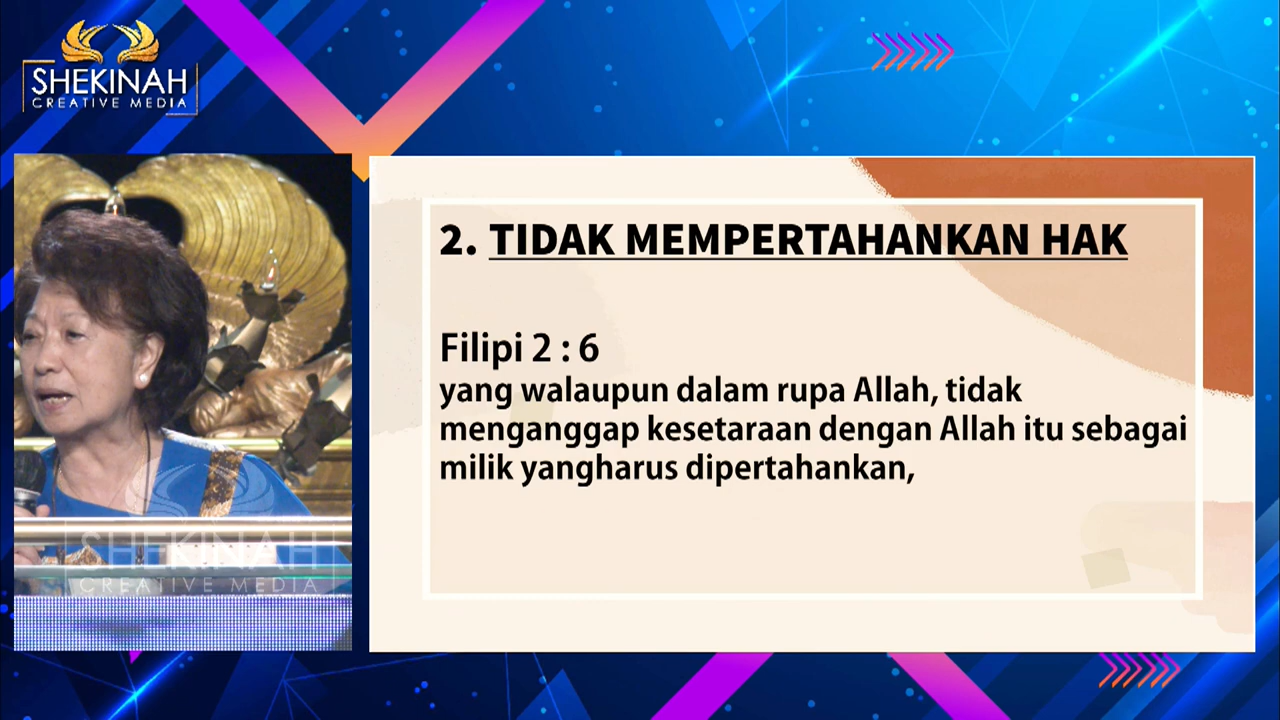 SHEKINAH
CREATIVE MEDIA
2. TIDAK MEMPERTAHANKAN HAK
Filipi 2 : 6
yang walaupun dalam rupa Allah, tidak
menganggap kesetaraan dengan Allah itu sebagai
milik yangharus dipertahankan,
SHEKINAH
CREATIVE MEDIA